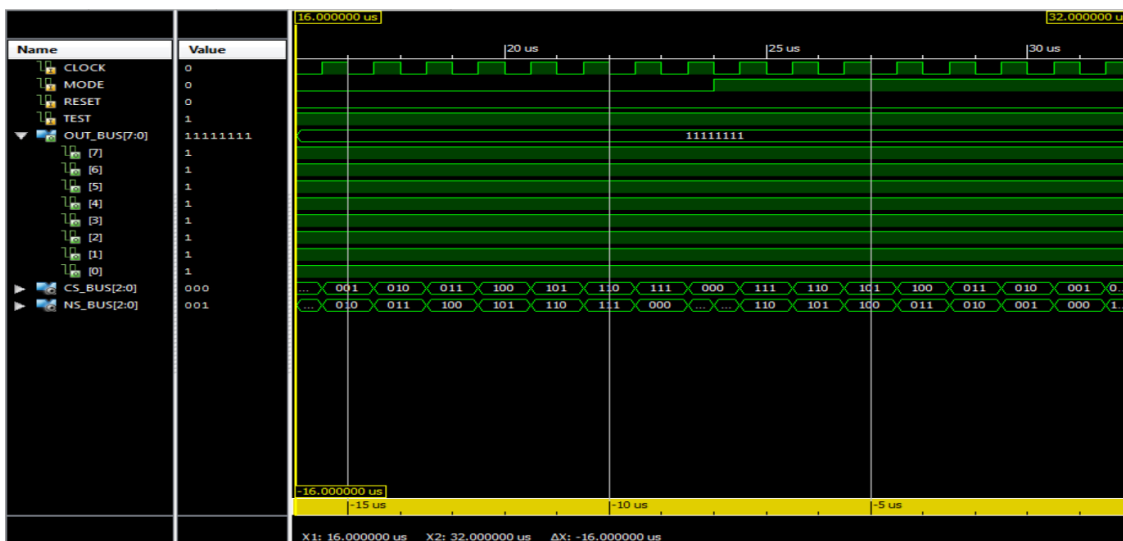 16.000000 us 32.000000 u
20 us 25 us 30 us
Name Value
CLOCK 0
MODE 0
RESET 0
TEST 1
OUT_BUS[7:0] 11111111 11111111
[7] 1
[6] 1
[5] 1
[4] 1
[3] 1
[2] 1
[1] 1
[0] 1
CS_BUS[2:0] 000 ... 001 010 011 100 101 110 111 000 111 110 101 100 011 010 001 0...
NS_BUS[2:0] 001 ... 010 011 100 101 110 111 000 ... ... 110 101 100 011 010 001 000 1...
-16.000000 us
-15 us -10 us -5 us
X1: 16.000000 us X2: 32.000000 us ΔX: -16.000000 us